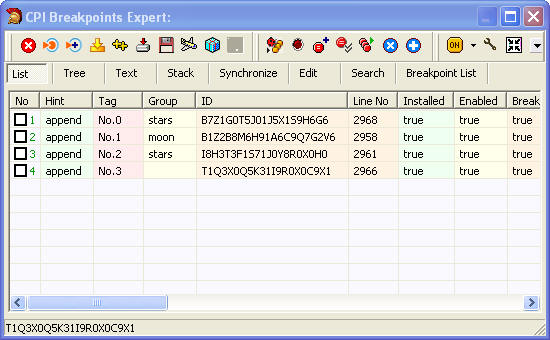 CPI Breakpoints Expert:
ON
List Tree Text Stack Synchronize Edit Search Breakpoint List
No Hint Tag Group ID Line No Installed Enabled Break
1 append No.0 stars B7Z1G0T5J01J5X1S9H6G6 2968 true true true
2 append No.1 moon B1Z2B8M6H91A6C9Q7G2V6 2958 true true true
3 append No.2 stars I8H3T3F1S71J0Y8R0X0H0 2961 true true true
4 append No.3 T1Q3X0Q5K31I9R0X0C9X1 2966 true true true
T1Q3X0Q5K31I9R0X0C9X1